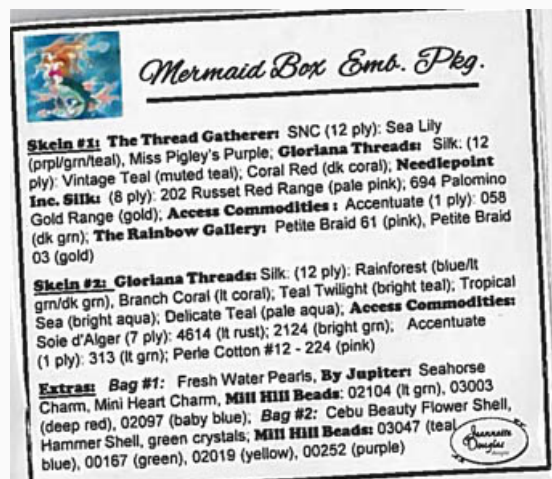 Mermaid Box Emb. Pkg.
Skein #1: The Thread Gatherer: SNC (12 ply): Sea Lily
(prpl/grn/teal), Miss Pigley's Purple; Gloriana Threads: Silk: (12
ply): Vintage Teal (muted teal); Coral Red (dk coral); Needlepoint
Inc. Silk: (8 ply): 202 Russet Red Range (pale pink); 694 Palomino
Gold Range (gold); Access Commodities : Accentuate (1 ply): 058
(dk grn); The Rainbow Gallery: Petite Braid 61 (pink), Petite Braid
03 (gold)
Skein #2: Gloriana Threads: Silk: (12 ply): Rainforest (blue/lt
grn/dk grn), Branch Coral (lt coral); Teal Twilight (bright teal); Tropical
Sea (bright aqua); Delicate Teal (pale aqua); Access Commodities:
Soie d'Alger (7 ply): 4614 (lt rust); 2124 (bright grn); Accentuate
(1 ply): 313 (lt grn); Perle Cotton #12 - 224 (pink)
Extras: Bag #1: Fresh Water Pearls, By Jupiter: Seahorse
Charm, Mini Heart Charm, Mill Hill Beads: 02104 (lt grn), 03003
(deep red), 02097 (baby blue); Bag #2: Cebu Beauty Flower Shell,
Hammer Shell, green crystals; Mill Hill Beads: 03047 (teal
blue), 00167 (green), 02019 (yellow), 00252 (purple)
Jeannette
Douglas
designs